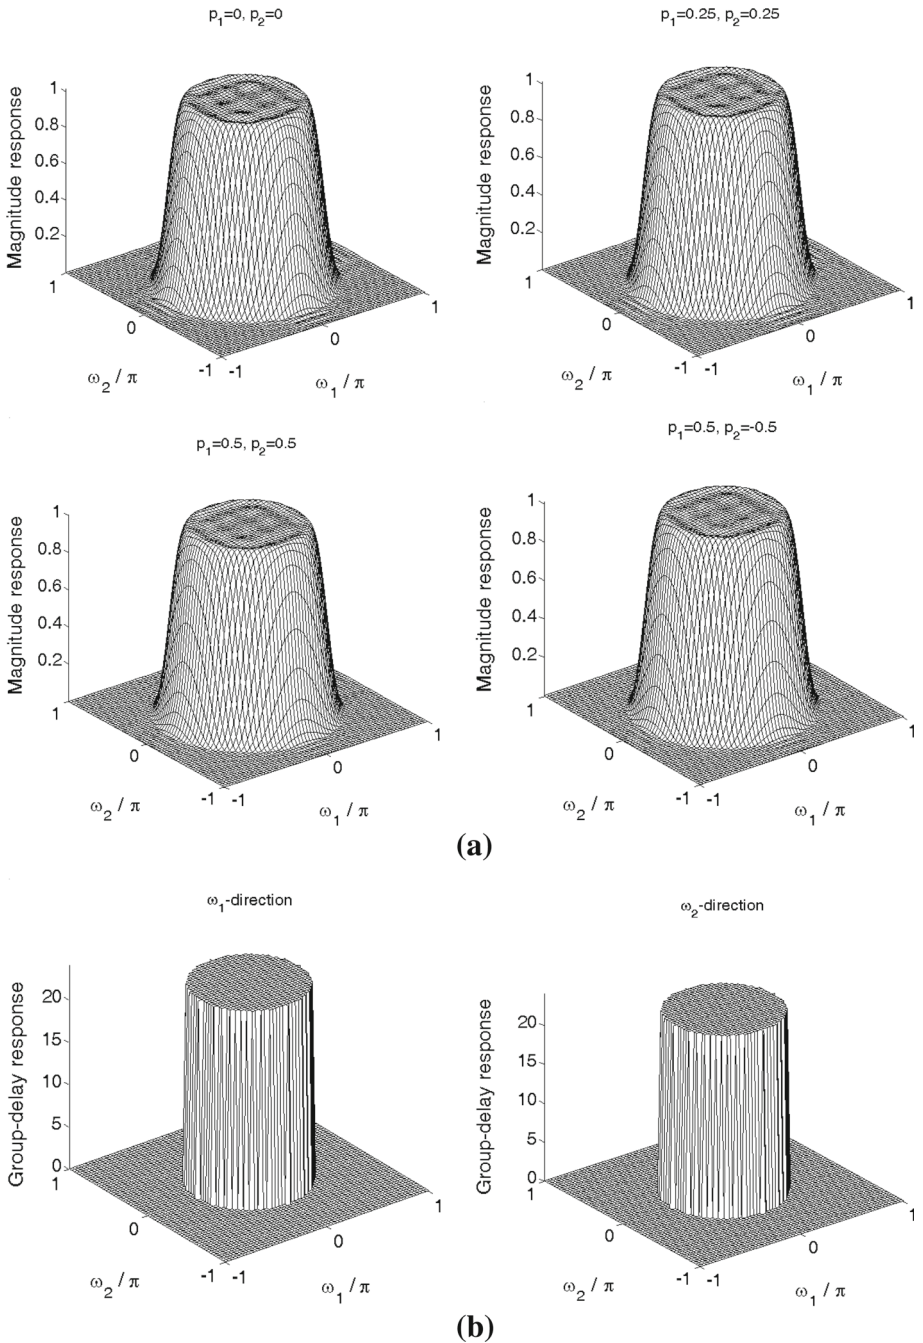 p₁=0, p₂=0
Magnitude response
1
0.8
0.6
0.4
0.2
1
0
-1
-1
0
1
ω₂ / π
ω₁ / π
p₁=0.25, p₂=0.25
Magnitude response
1
0.8
0.6
0.4
0.2
1
0
-1
-1
0
1
ω₂ / π
ω₁ / π
p₁=0.5, p₂=0.5
Magnitude response
1
0.8
0.6
0.4
0.2
1
0
-1
-1
0
1
ω₂ / π
ω₁ / π
p₁=0.5, p₂=-0.5
Magnitude response
1
0.8
0.6
0.4
0.2
1
0
-1
-1
0
1
ω₂ / π
ω₁ / π
(a)
ω₁-direction
Group-delay response
20
15
10
5
0
1
0
-1
-1
0
1
ω₂ / π
ω₁ / π
ω₂-direction
Group-delay response
20
15
10
5
0
1
0
-1
-1
0
1
ω₂ / π
ω₁ / π
(b)